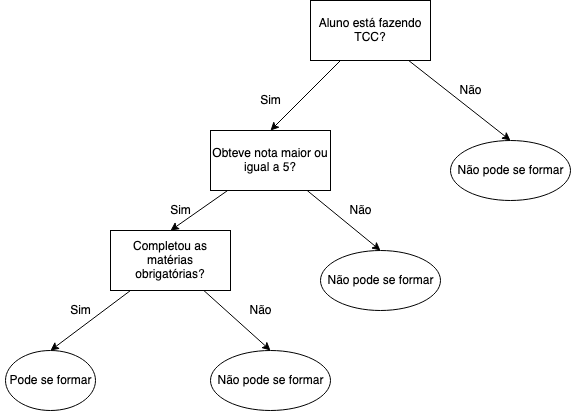 Aluno está fazendo
TCC?
Sim
Não
Obteve nota maior ou
igual a 5?
Não pode se formar
Sim
Não
Completou as
matérias
obrigatórias?
Não pode se formar
Sim
Não
Pode se formar
Não pode se formar